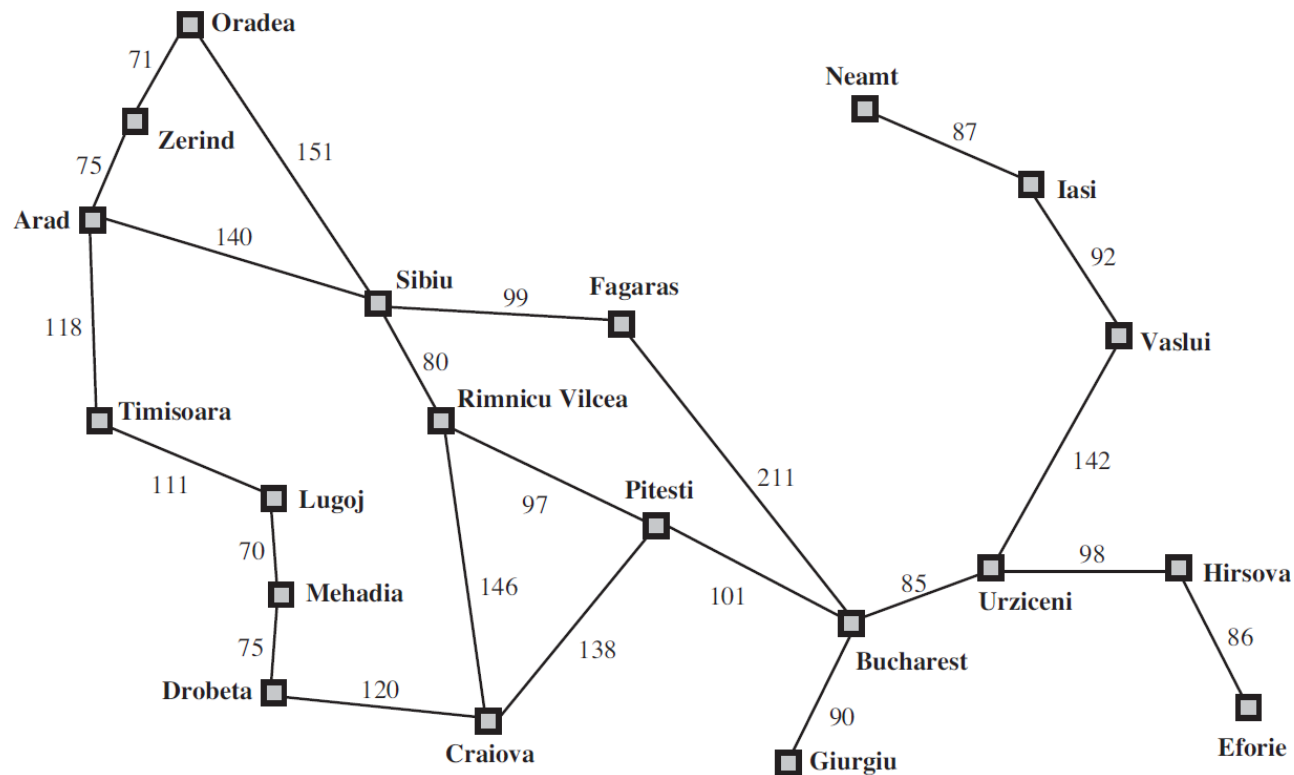 Oradea
71
Neamt
87
Zerind
151
75
Iasi
Arad
140
92
Sibiu
99
Fagaras
118
80
Vaslui
Rimnicu Vilcea
Timisoara
142
211
111
Lugoj
97
Pitesti
70
98
Hirsova
Mehadia
146
101
85
Urziceni
75
138
86
Bucharest
Drobeta
120
90
Craiova
Giurgiu
Eforie